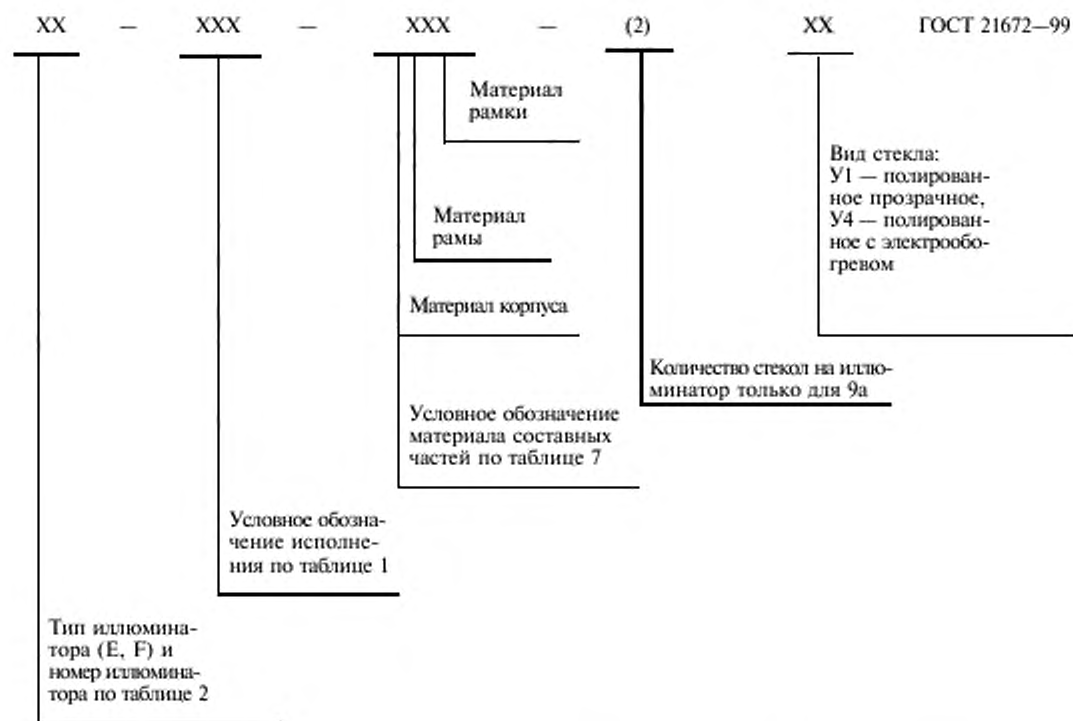 XX — XXX — XXX — (2) XX ГОСТ 21672—99
Материал
рамки
Вид стекла:
У1 — полирован-
ное прозрачное,
У4 — полирован-
ное с электрообо-
гревом
Материал
рамы
Материал корпуса
Количество стекол на иллю-
минатор только для 9а
Условное обозначение
материала составных
частей по таблице 7
Условное обозна-
чение исполне-
ния по таблице 1
Тип иллюмина-
тора (E, F) и
номер иллюмина-
тора по таблице 2